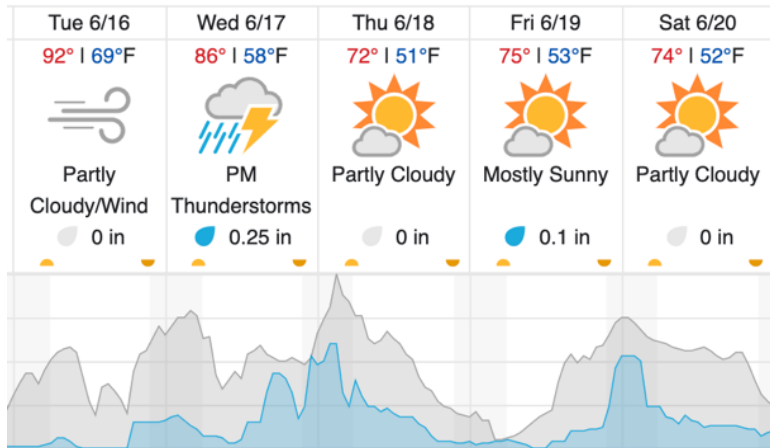 Tue 6/16 Wed 6/17 Thu 6/18 Fri 6/19 Sat 6/20
92° | 69°F 86° | 58°F 72° | 51°F 75° | 53°F 74° | 52°F
Partly PM Partly Cloudy Mostly Sunny Partly Cloudy
Cloudy/Wind Thunderstorms
0 in 0.25 in 0 in 0.1 in 0 in